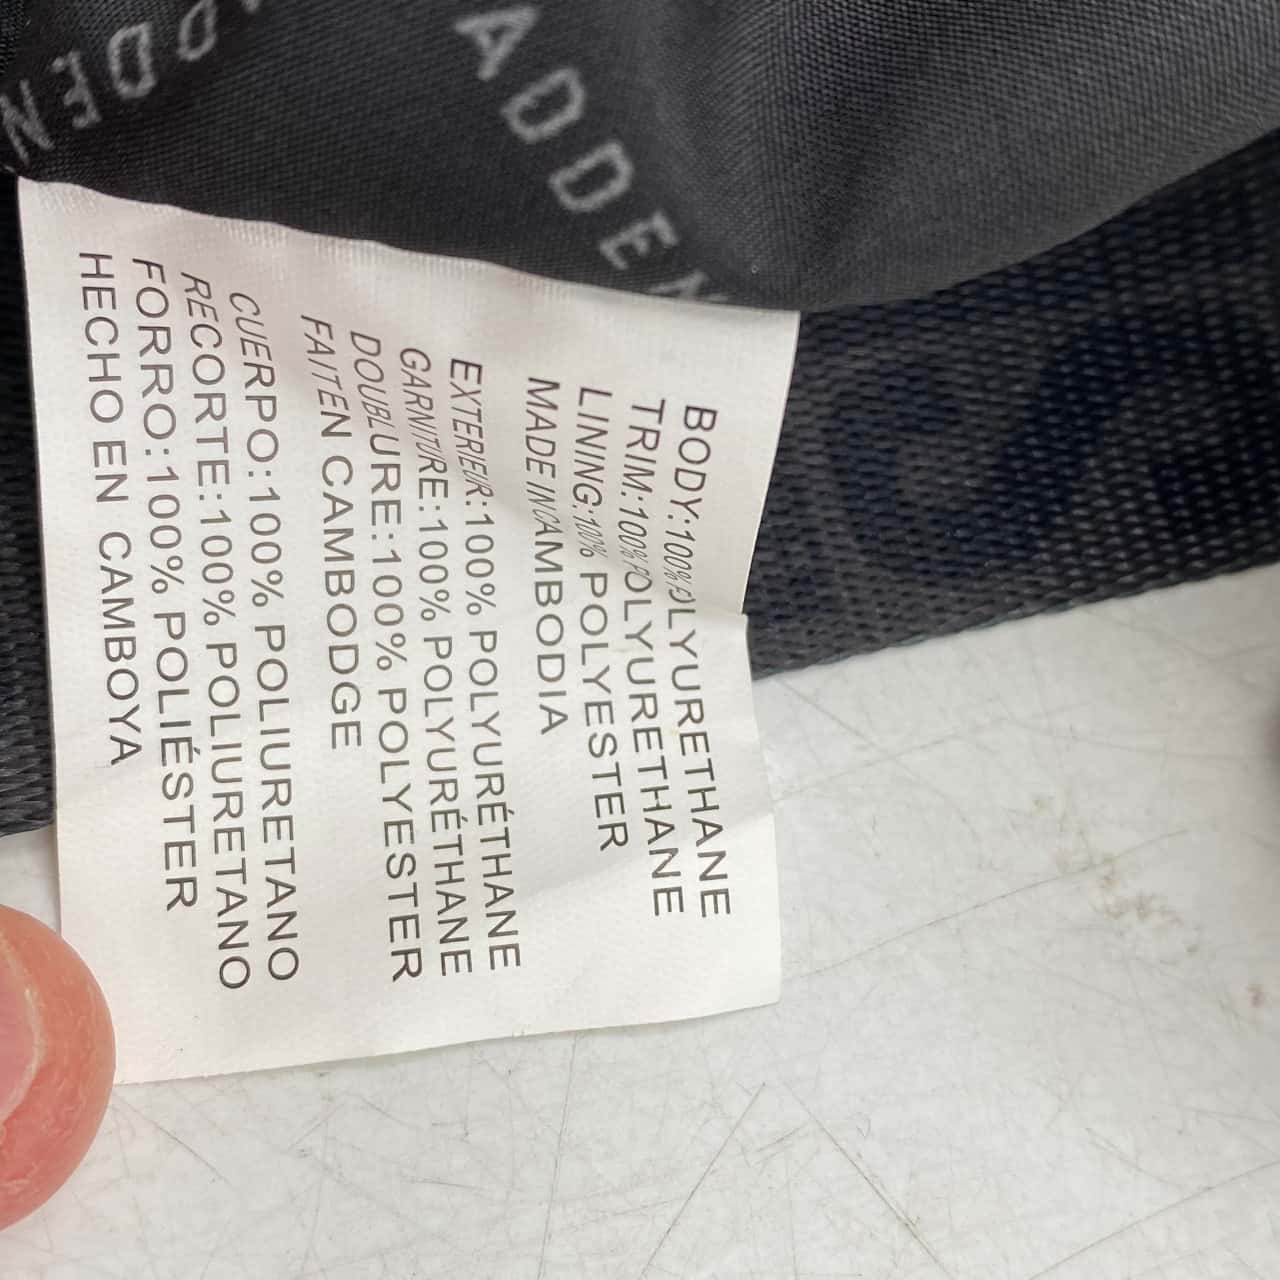 ADDEN
DDEN
BODY:100% POLYURETHANE
TRIM:100% POLYURETHANE
LINING:100% POLYESTER
MADE IN CAMBODIA
EXTERIEUR:100% POLYURÉTHANE
GARNITURE:100% POLYURÉTHANE
DOUBLURE:100% POLYESTER
FAITEN CAMBODGE
CUERPO:100% POLIURETANO
RECORTE:100% POLIURETANO
FORRO:100% POLIÉSTER
HECHO EN CAMBOYA